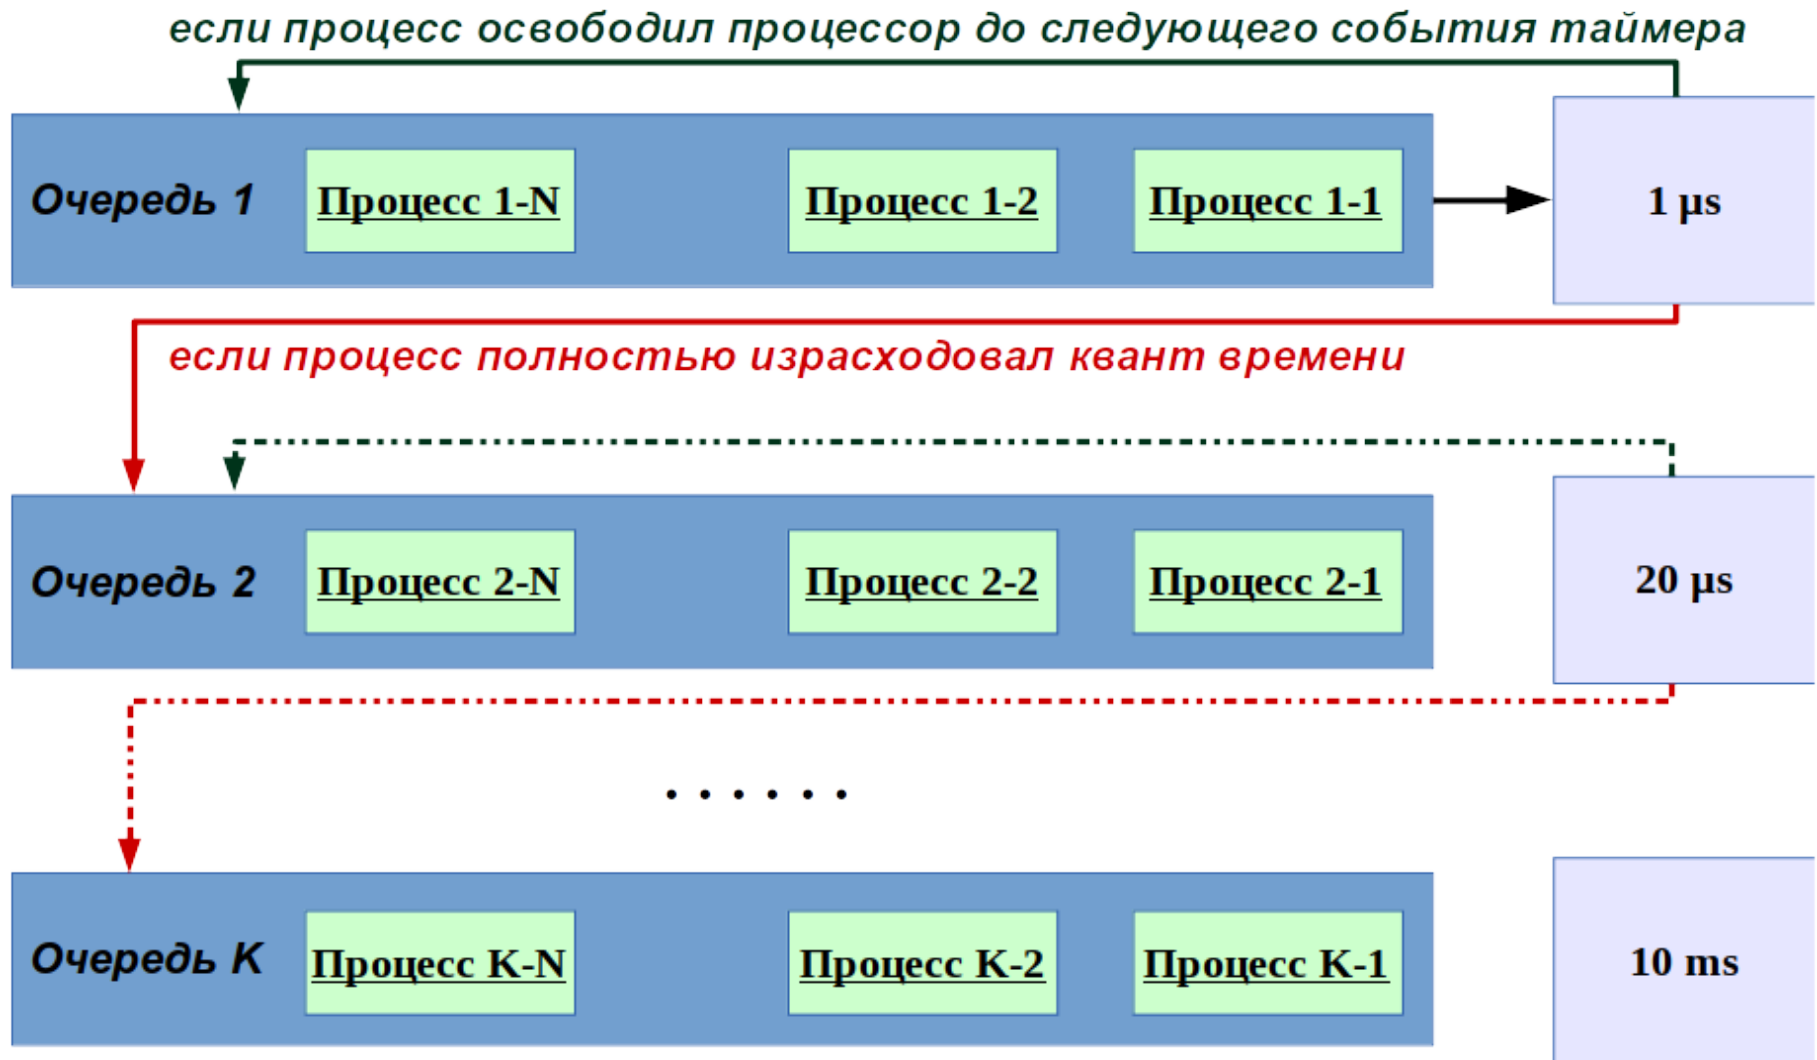 если процесс освободил процессор до следующего события таймера
Очередь 1 Процесс 1-N Процесс 1-2 Процесс 1-1 1 µs
если процесс полностью израсходовал квант времени
Очередь 2 Процесс 2-N Процесс 2-2 Процесс 2-1 20 µs
. . . . . .
Очередь K Процесс K-N Процесс K-2 Процесс K-1 10 ms